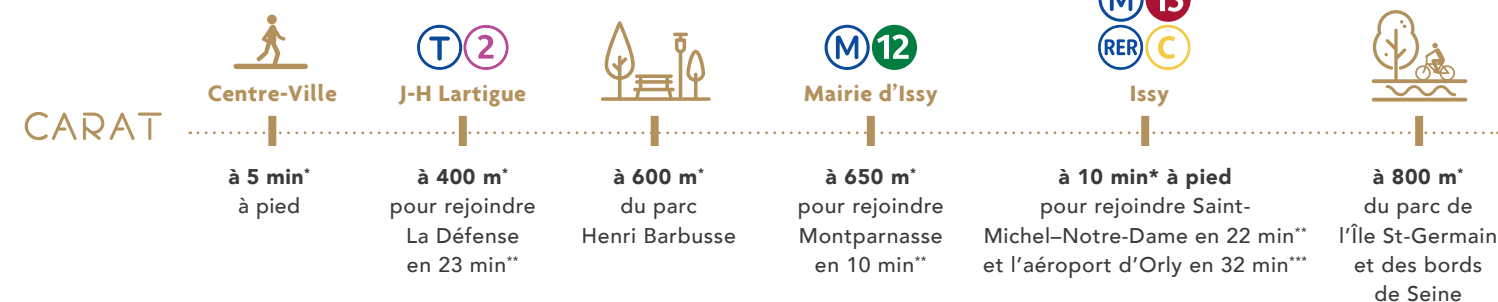 M 15
T 2
M 12
RER C
Centre-Ville
J-H Lartigue
Mairie d'Issy
Issy
CARAT
à 5 min*
à pied
à 400 m*
pour rejoindre
La Défense
en 23 min**
à 600 m*
du parc
Henri Barbusse
à 650 m*
pour rejoindre
Montparnasse
en 10 min**
à 10 min* à pied
pour rejoindre Saint-
Michel–Notre-Dame en 22 min**
et l'aéroport d'Orly en 32 min***
à 800 m*
du parc de
l'Île St-Germain
et des bords
de Seine